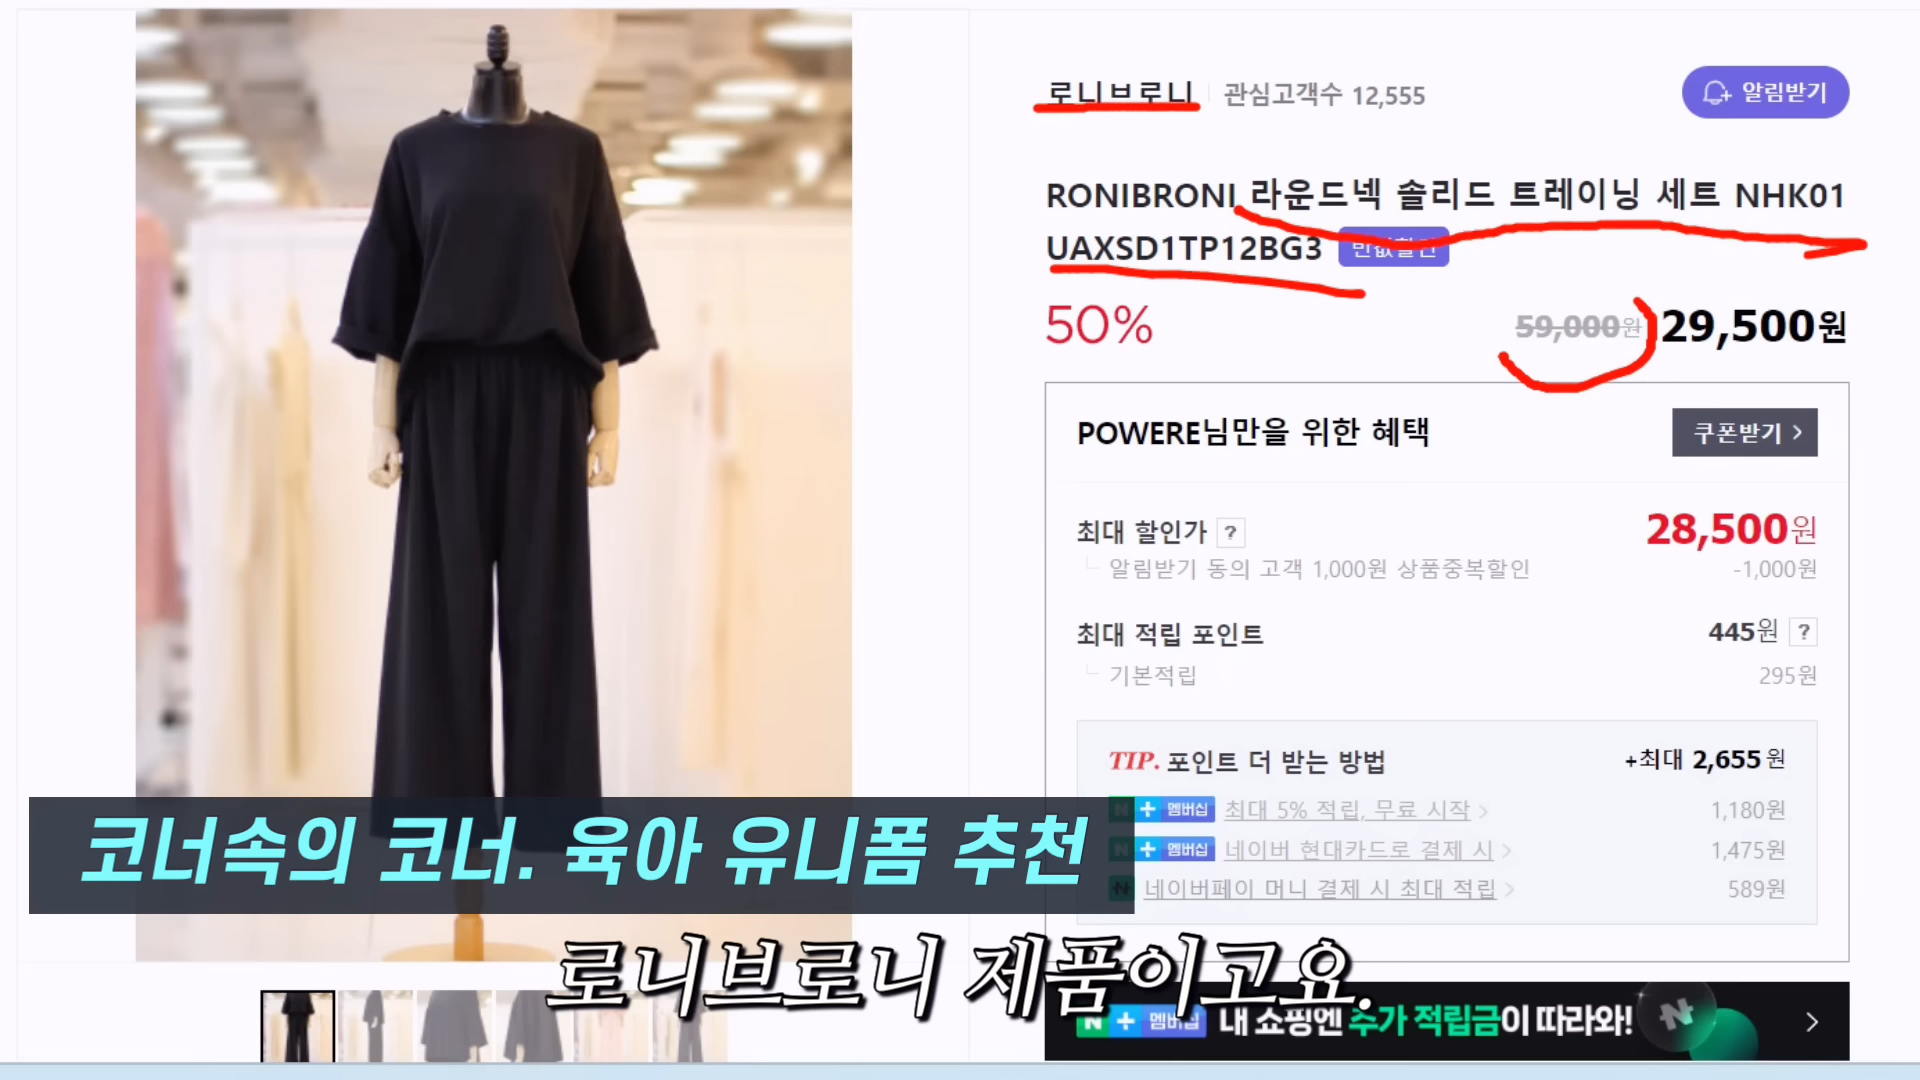 로니브로니 관심고객수 12,555
알림받기
RONIBRONI 라운드넥 솔리드 트레이닝 세트 NHK01
UAXSD1TP12BG3 반값할인
50% 59,000원 29,500원
POWERE님만을 위한 혜택
쿠폰받기 >
최대 할인가 ? 28,500원
알림받기 동의 고객 1,000원 상품중복할인 -1,000원
최대 적립 포인트 445원 ?
기본적립 295원
TIP. 포인트 더 받는 방법 +최대 2,655원
N + 멤버십 최대 5% 적립, 무료 시작 > 1,180원
N + 멤버십 네이버 현대카드로 결제 시 > 1,475원
N 네이버페이 머니 결제 시 최대 적립 > 589원
코너속의 코너. 육아 유니폼 추천
로니브로니 제품이고요.
N + 멤버십 내 쇼핑엔 추가 적립금이 따라와! N >